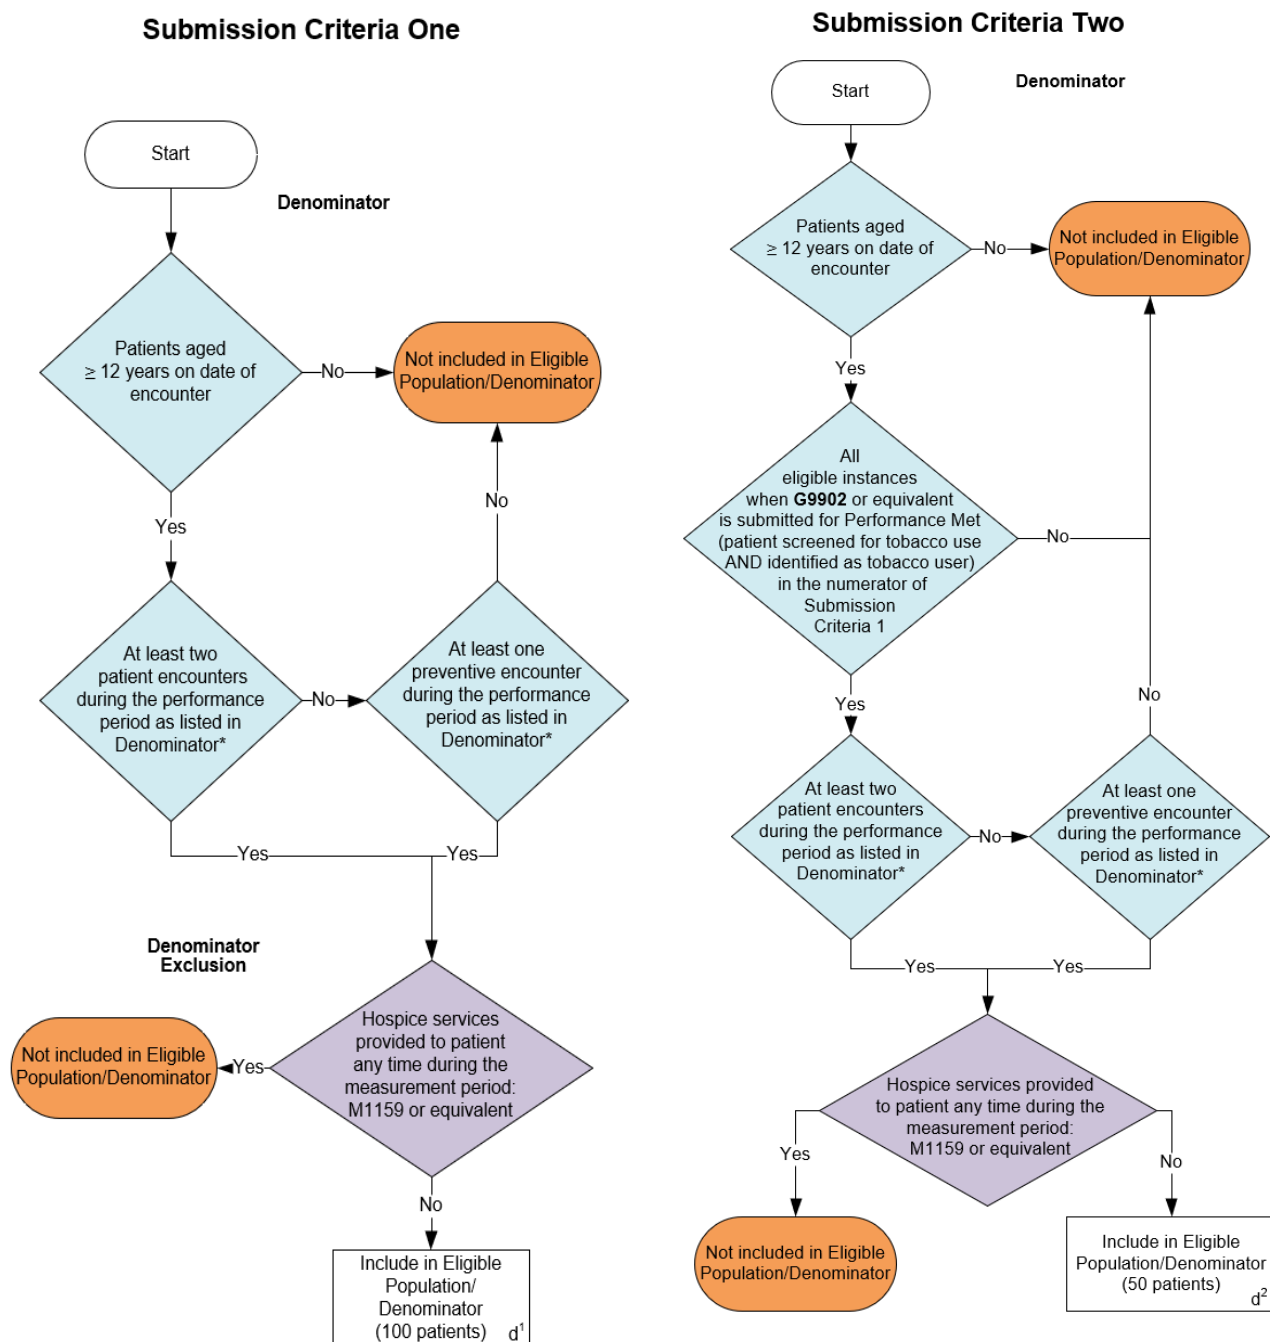 Submission Criteria One
Start
Denominator
Patients aged
≥ 12 years on date of
encounter
No
Not included in Eligible
Population/Denominator
Yes
No
At least two
patient encounters
during the performance
period as listed in
Denominator*
No
At least one
preventive encounter
during the performance
period as listed in
Denominator*
Yes
Yes
Denominator
Exclusion
Hospice services
provided to patient
any time during the
measurement period:
M1159 or equivalent
Yes
Not included in Eligible
Population/Denominator
No
Include in Eligible
Population/
Denominator
(100 patients)
d¹
Submission Criteria Two
Start
Denominator
Patients aged
≥ 12 years on date of
encounter
No
Not included in Eligible
Population/Denominator
Yes
All
eligible instances
when G9902 or equivalent
is submitted for Performance Met
(patient screened for tobacco use
AND identified as tobacco user)
in the numerator of
Submission
Criteria 1
No
Yes
No
At least two
patient encounters
during the performance
period as listed in
Denominator*
No
At least one
preventive encounter
during the performance
period as listed in
Denominator*
Yes
Yes
Hospice services provided
to patient any time during the
measurement period:
M1159 or equivalent
Yes
No
Not included in Eligible
Population/Denominator
Include in Eligible
Population/Denominator
(50 patients)
d²